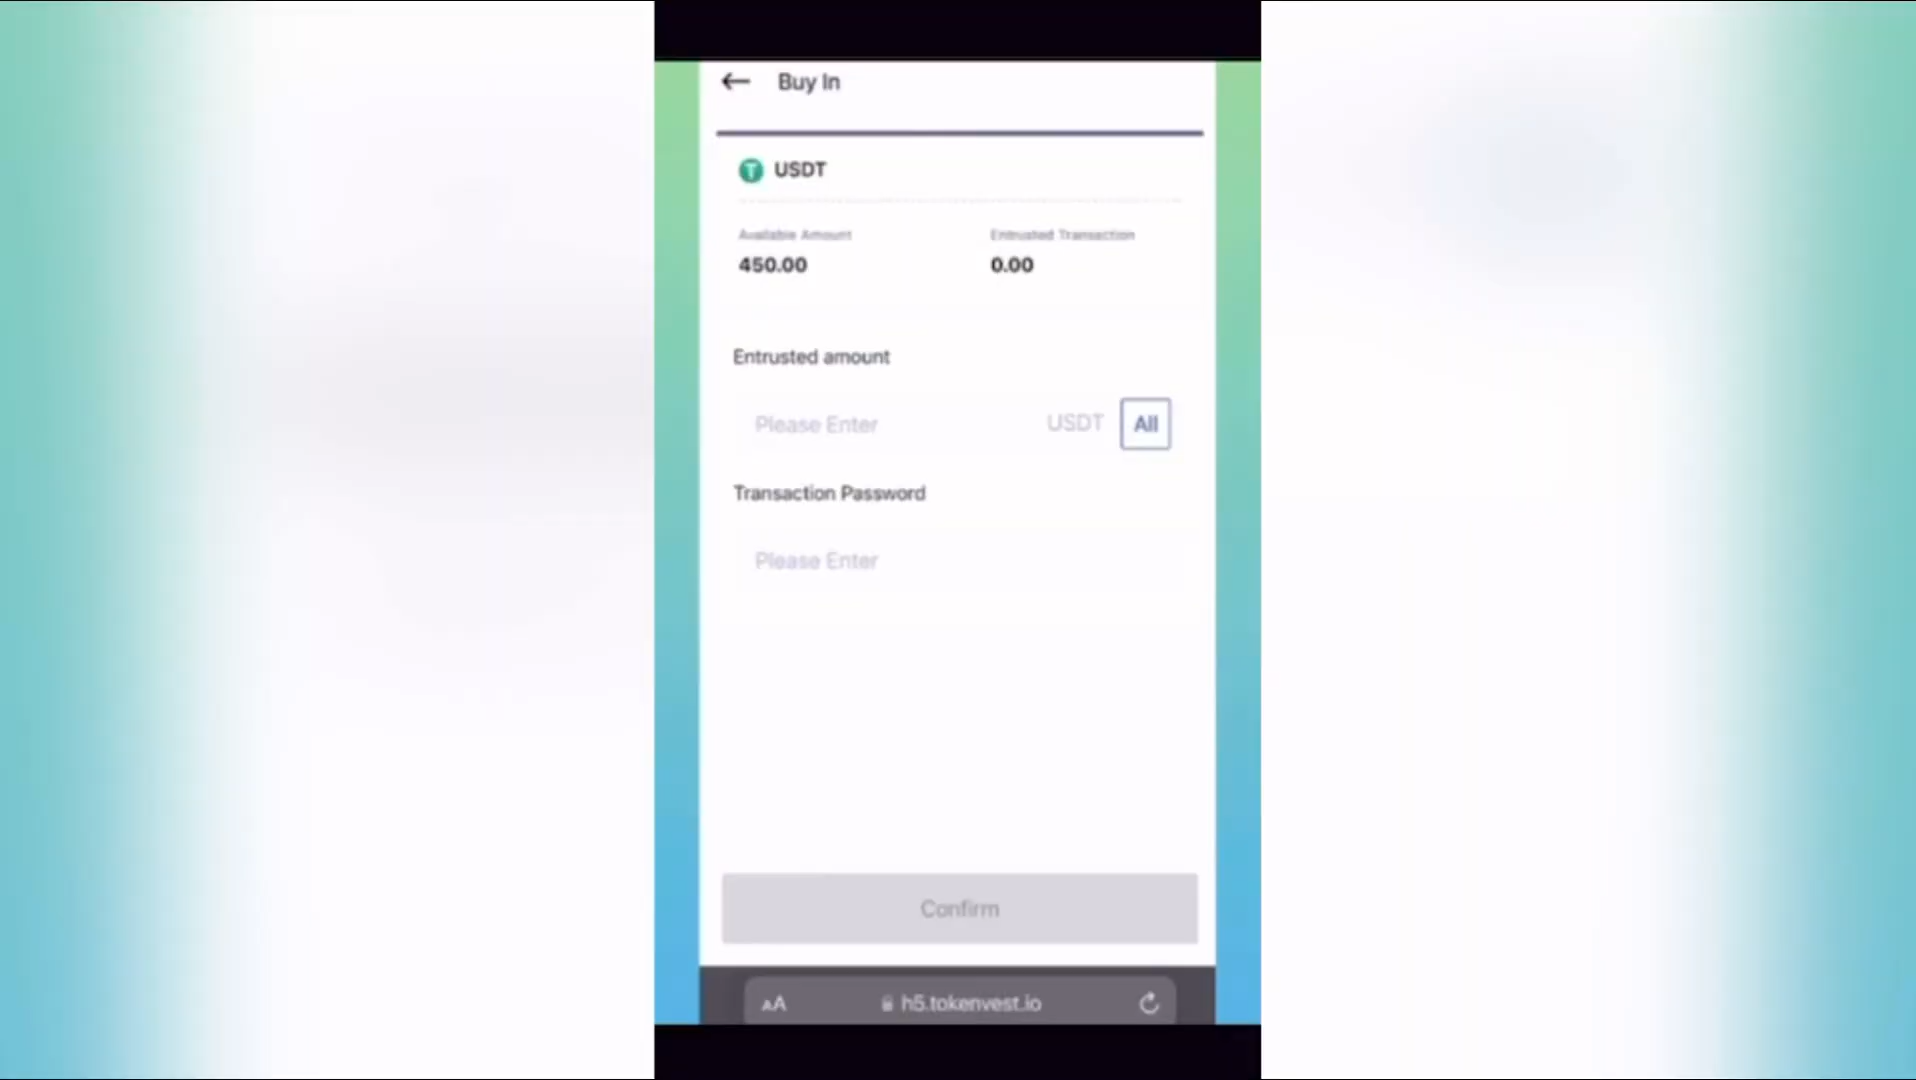 Buy In
USDT
Available Amount
Entrusted Transaction
450.00
0.00
Entrusted amount
Please Enter
USDT
All
Transaction Password
Please Enter
Confirm
AA
h5.tokenvest.io